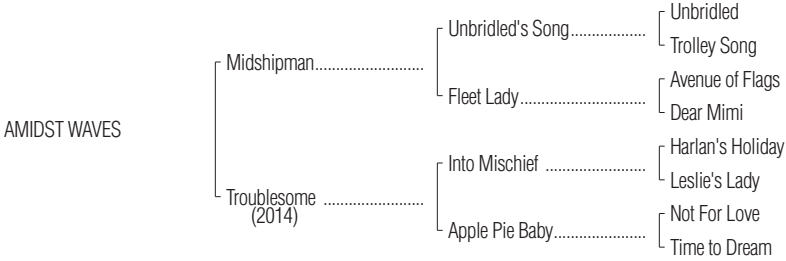 Unbridled
Unbridled's Song..................
Trolley Song
Midshipman..........................
Avenue of Flags
Fleet Lady..............................
Dear Mimi
AMIDST WAVES
Harlan's Holiday
Into Mischief ........................
Leslie's Lady
Troublesome ........................
(2014)
Not For Love
Apple Pie Baby......................
Time to Dream